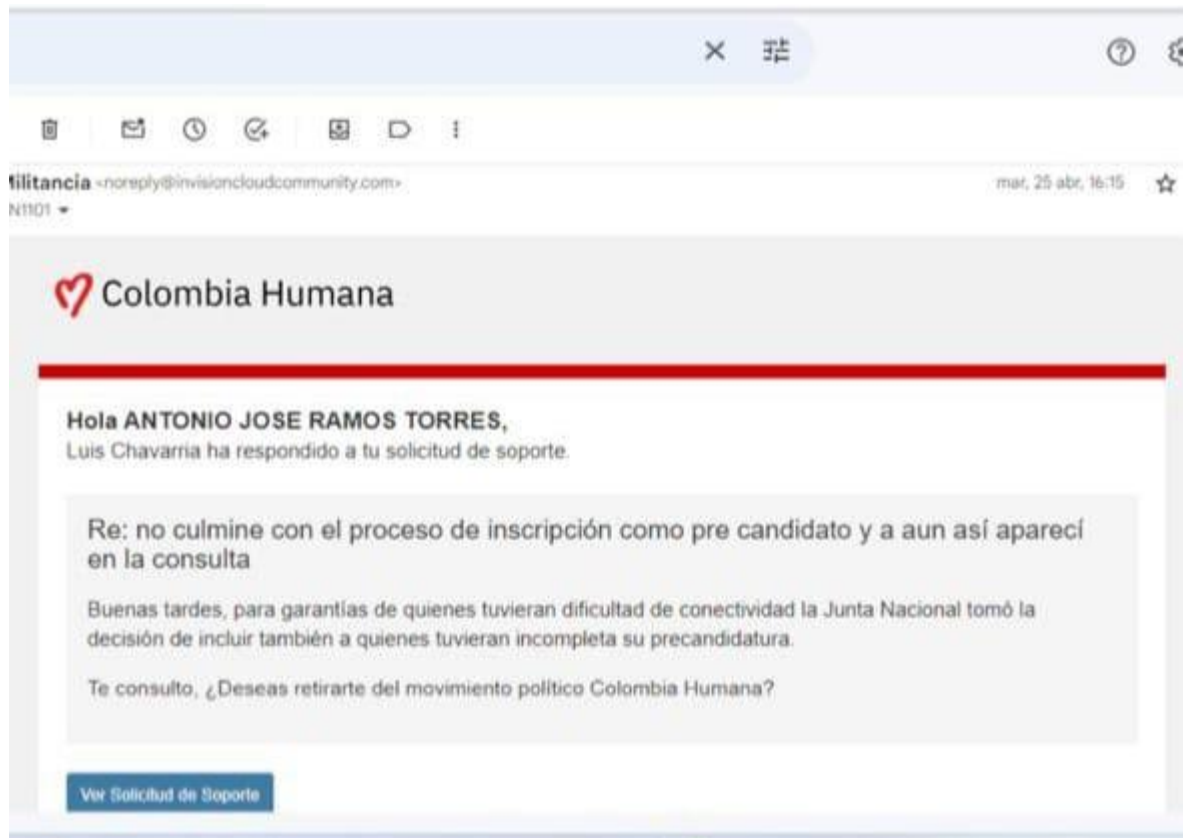 Militancia <noreply@invisioncloudcommunity.com>
mar, 25 abr, 16:15
N1101
Colombia Humana
Hola ANTONIO JOSE RAMOS TORRES,
Luis Chavarria ha respondido a tu solicitud de soporte.
Re: no culmine con el proceso de inscripción como pre candidato y a aun así aparecí
en la consulta
Buenas tardes, para garantías de quienes tuvieran dificultad de conectividad la Junta Nacional tomó la
decisión de incluir también a quienes tuvieran incompleta su precandidatura.
Te consulto, ¿Deseas retirarte del movimiento político Colombia Humana?
Ver Solicitud de Soporte